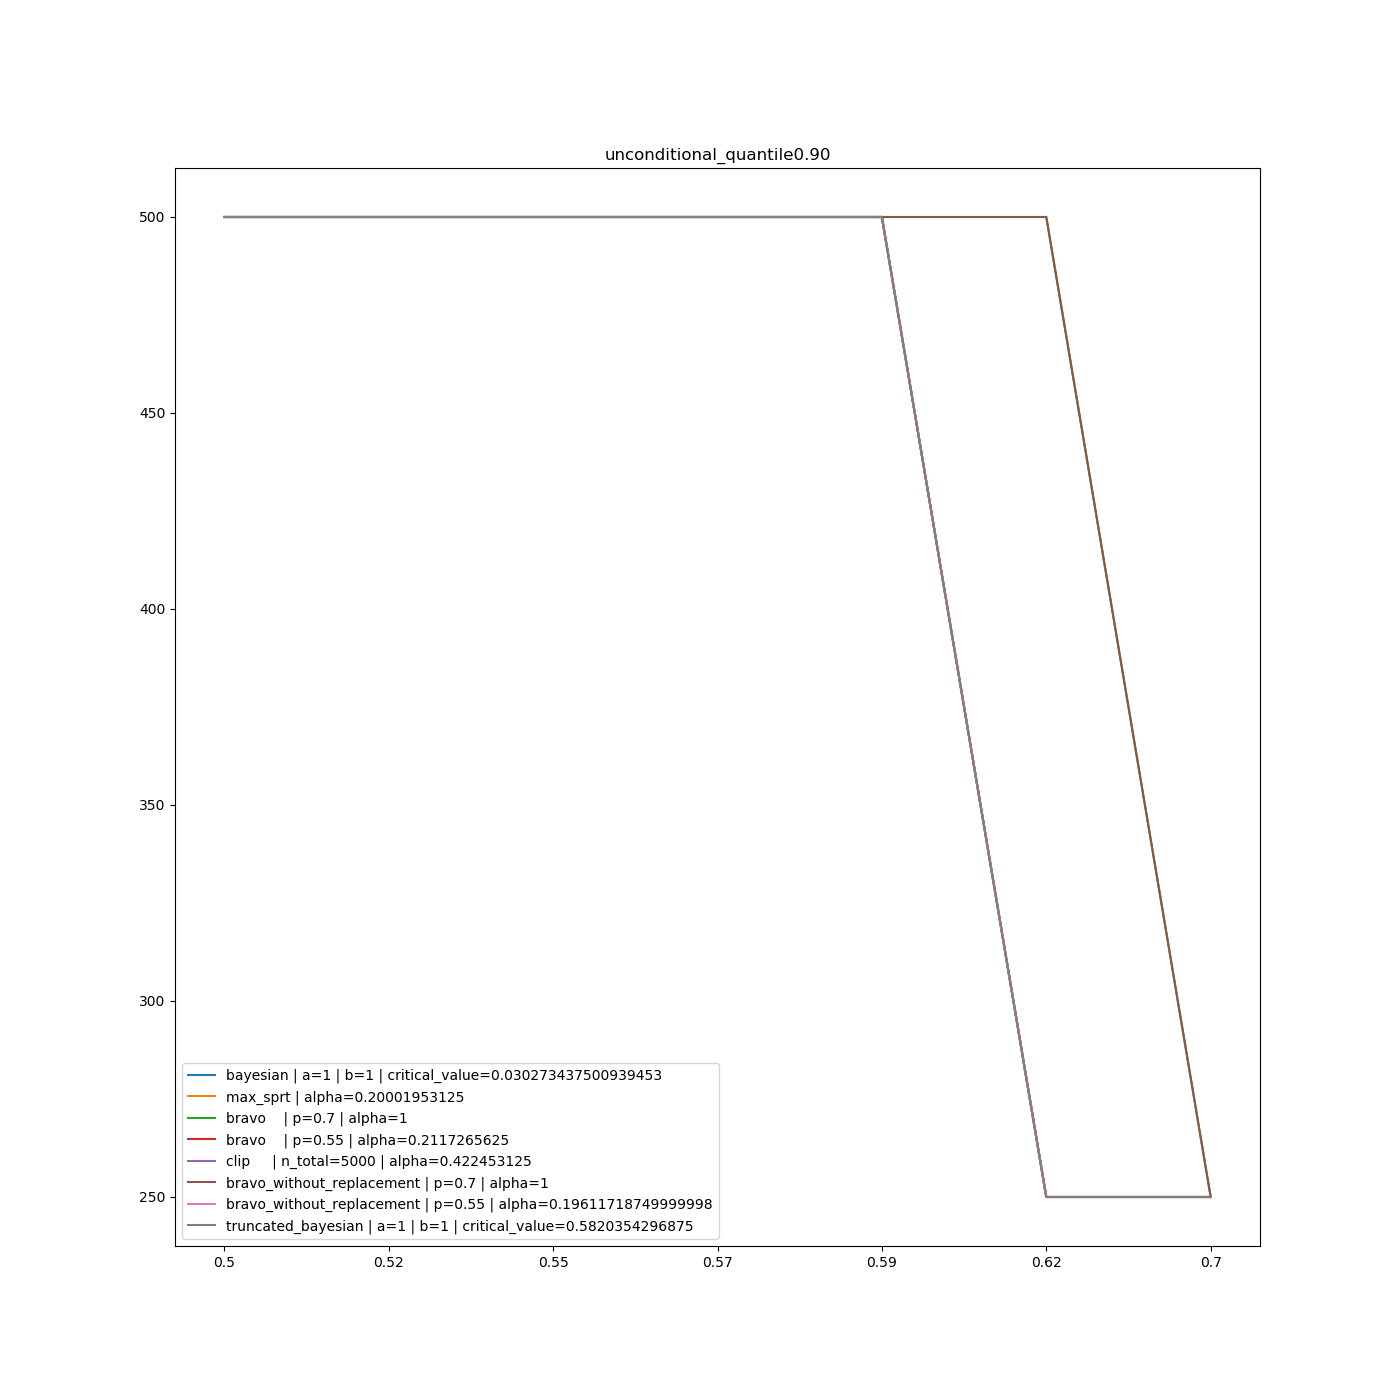 unconditional_quantile0.90
500
450
400
350
300
250
bayesian | a=1 | b=1 | critical_value=0.030273437500939453
max_sprt | alpha=0.20001953125
bravo    | p=0.7 | alpha=1
bravo    | p=0.55 | alpha=0.2117265625
clip     | n_total=5000 | alpha=0.422453125
bravo_without_replacement | p=0.7 | alpha=1
bravo_without_replacement | p=0.55 | alpha=0.19611718749999998
truncated_bayesian | a=1 | b=1 | critical_value=0.5820354296875
0.5 0.52 0.55 0.57 0.59 0.62 0.7